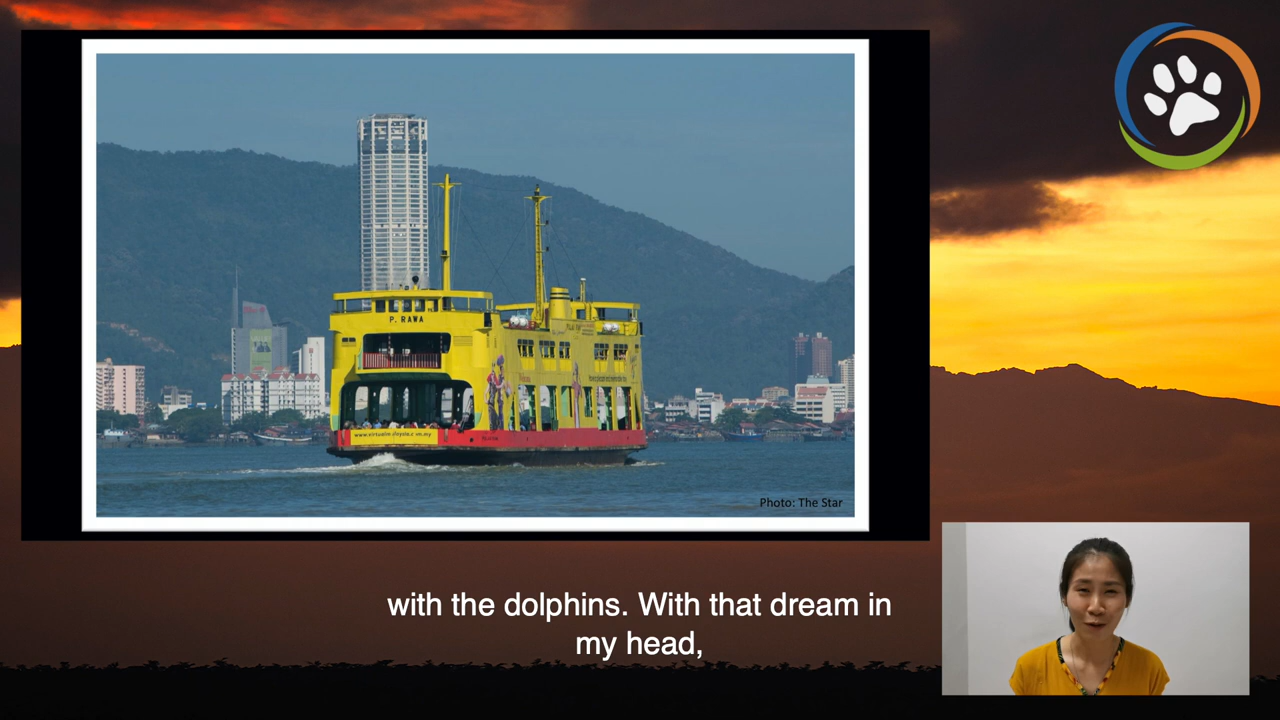 P. RAWA
Photo: The Star
with the dolphins. With that dream in
my head,